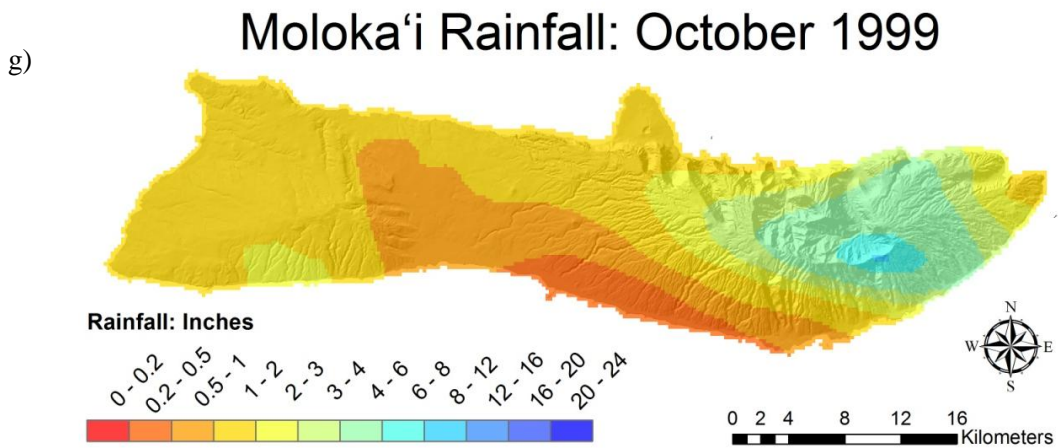 Molokaʻi Rainfall: October 1999
g)
Rainfall: Inches
0 - 0.2
0.2 - 0.5
0.5 - 1
1 - 2
2 - 3
3 - 4
4 - 6
6 - 8
8 - 12
12 - 16
16 - 20
20 - 24
N
W E
S
0 2 4 8 12 16
Kilometers